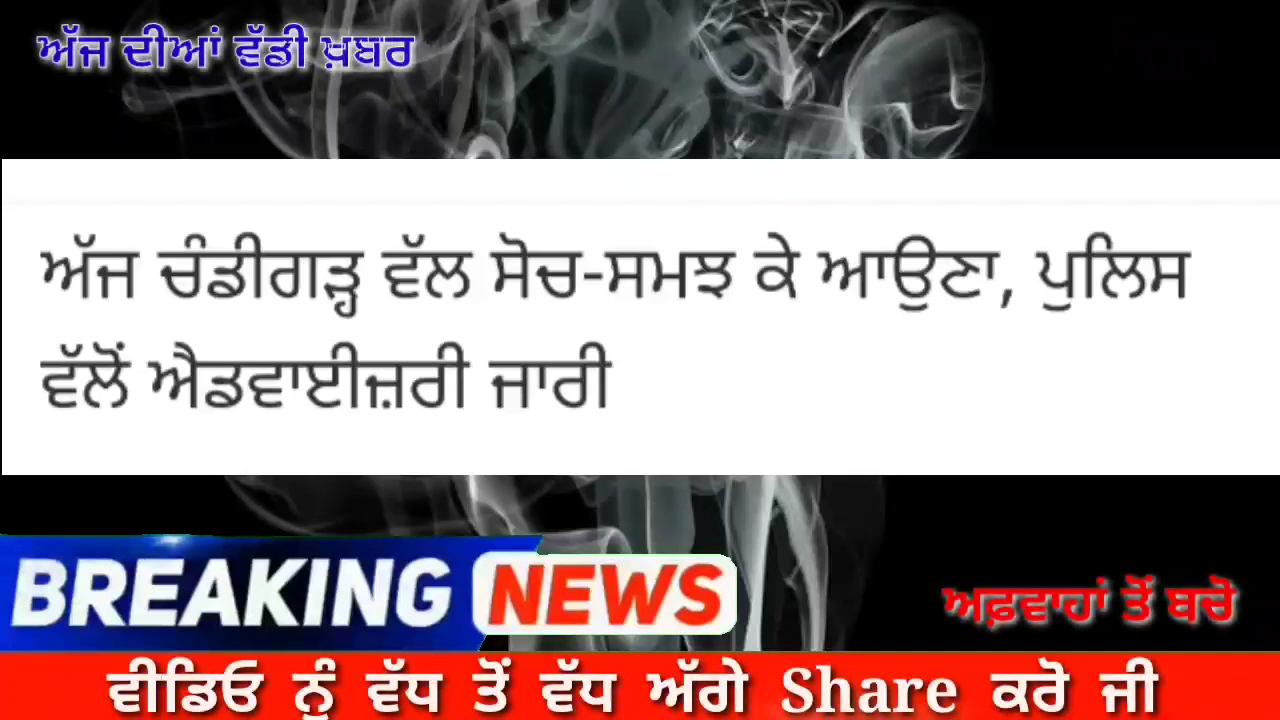 ਅੱਜ ਦੀਆਂ ਵੱਡੀ ਖ਼ਬਰ
ਅੱਜ ਚੰਡੀਗੜ੍ਹ ਵੱਲ ਸੋਚ-ਸਮਝ ਕੇ ਆਉਣਾ, ਪੁਲਿਸ
ਵੱਲੋਂ ਐਡਵਾਈਜ਼ਰੀ ਜਾਰੀ
BREAKING NEWS
ਅਫ਼ਵਾਹਾਂ ਤੋਂ ਬਚੋ
ਵੀਡਿਓ ਨੂੰ ਵੱਧ ਤੋਂ ਵੱਧ ਅੱਗੇ Share ਕਰੋ ਜੀ